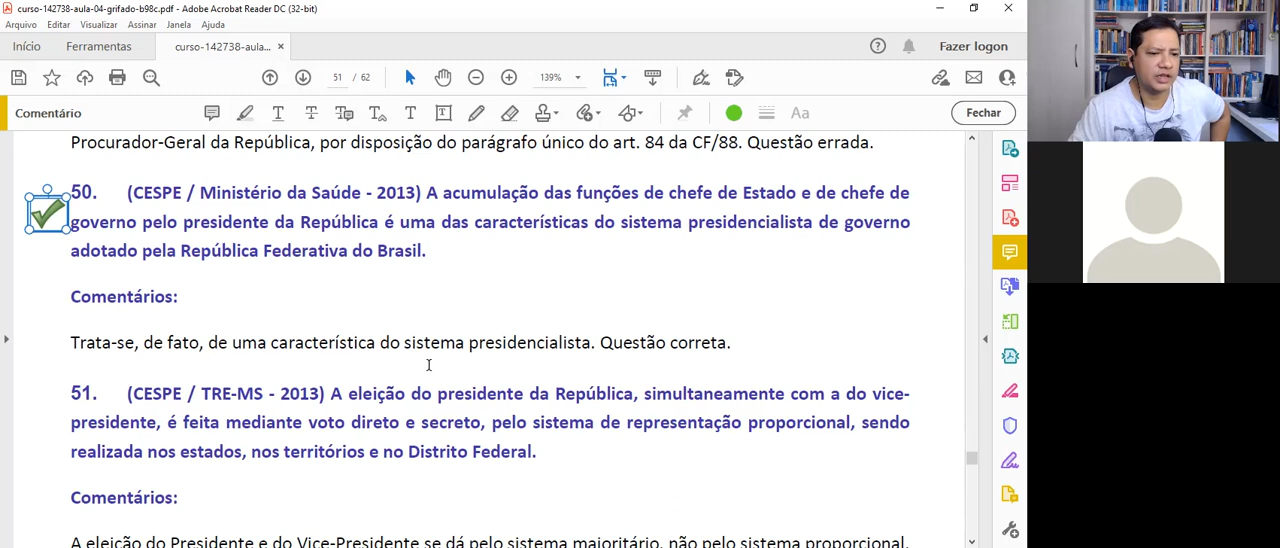 curso-142738-aula-04-grifado-b98c.pdf - Adobe Acrobat Reader DC (32-bit)
Arquivo Editar Visualizar Assinar Janela Ajuda
Início Ferramentas curso-142738-aula... × Fazer logon
51 / 62 139%
Comentário Aa Fechar
Procurador-Geral da República, por disposição do parágrafo único do art. 84 da CF/88. Questão errada.
50. (CESPE / Ministério da Saúde - 2013) A acumulação das funções de chefe de Estado e de chefe de
governo pelo presidente da República é uma das características do sistema presidencialista de governo
adotado pela República Federativa do Brasil.
Comentários:
Trata-se, de fato, de uma característica do sistema presidencialista. Questão correta.
51. (CESPE / TRE-MS - 2013) A eleição do presidente da República, simultaneamente com a do vice-
presidente, é feita mediante voto direto e secreto, pelo sistema de representação proporcional, sendo
realizada nos estados, nos territórios e no Distrito Federal.
Comentários:
A eleição do Presidente e do Vice-Presidente se dá pelo sistema majoritário, não pelo sistema proporcional.